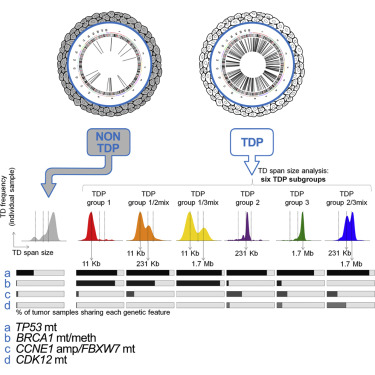 NON
TDP
TDP
TD span size analysis:
six TDP subgroups
TD frequency
(individual sample)
TDP
group 1
TDP
group 1/2mix
TDP
group 1/3mix
TDP
group 2
TDP
group 3
TDP
group 2/3mix
TD span size
11 Kb
11 Kb
231 Kb
11 Kb
1.7 Mb
231 Kb
1.7 Mb
231 Kb
1.7 Mb
a
b
c
d
% of tumor samples sharing each genetic feature
a TP53 mt
b BRCA1 mt/meth
c CCNE1 amp/FBXW7 mt
d CDK12 mt